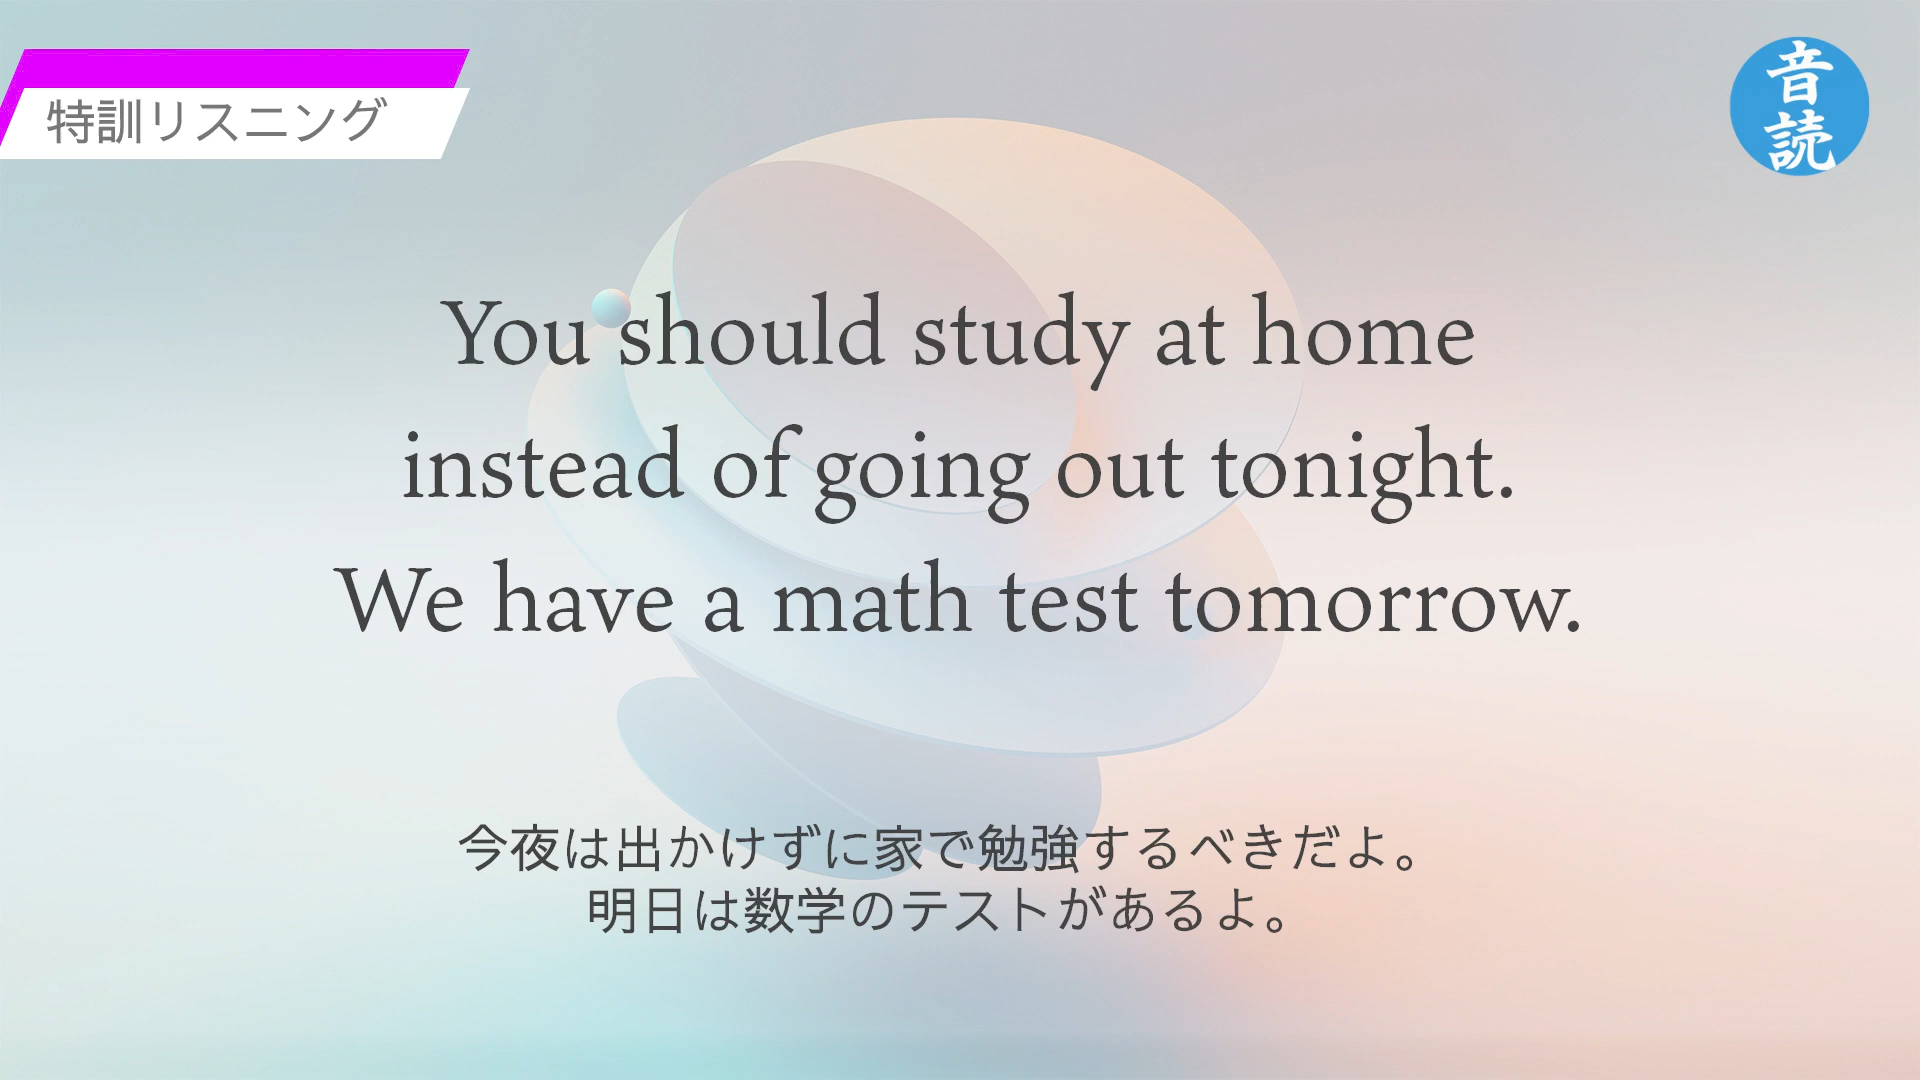 特訓リスニング
音読
You should study at home
instead of going out tonight.
We have a math test tomorrow.
今夜は出かけずに家で勉強するべきだよ。
明日は数学のテストがあるよ。